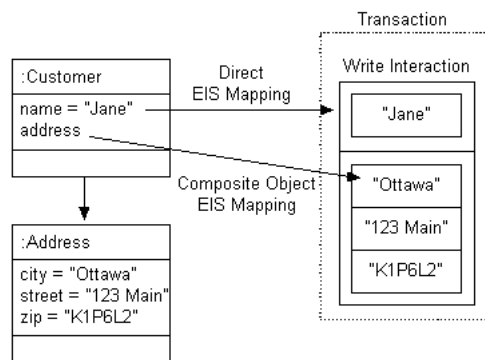 Transaction
:Customer
name = "Jane"
address
Direct
EIS Mapping
Write Interaction
"Jane"
Composite Object
EIS Mapping
"Ottawa"
"123 Main"
"K1P6L2"
:Address
city = "Ottawa"
street = "123 Main"
zip = "K1P6L2"